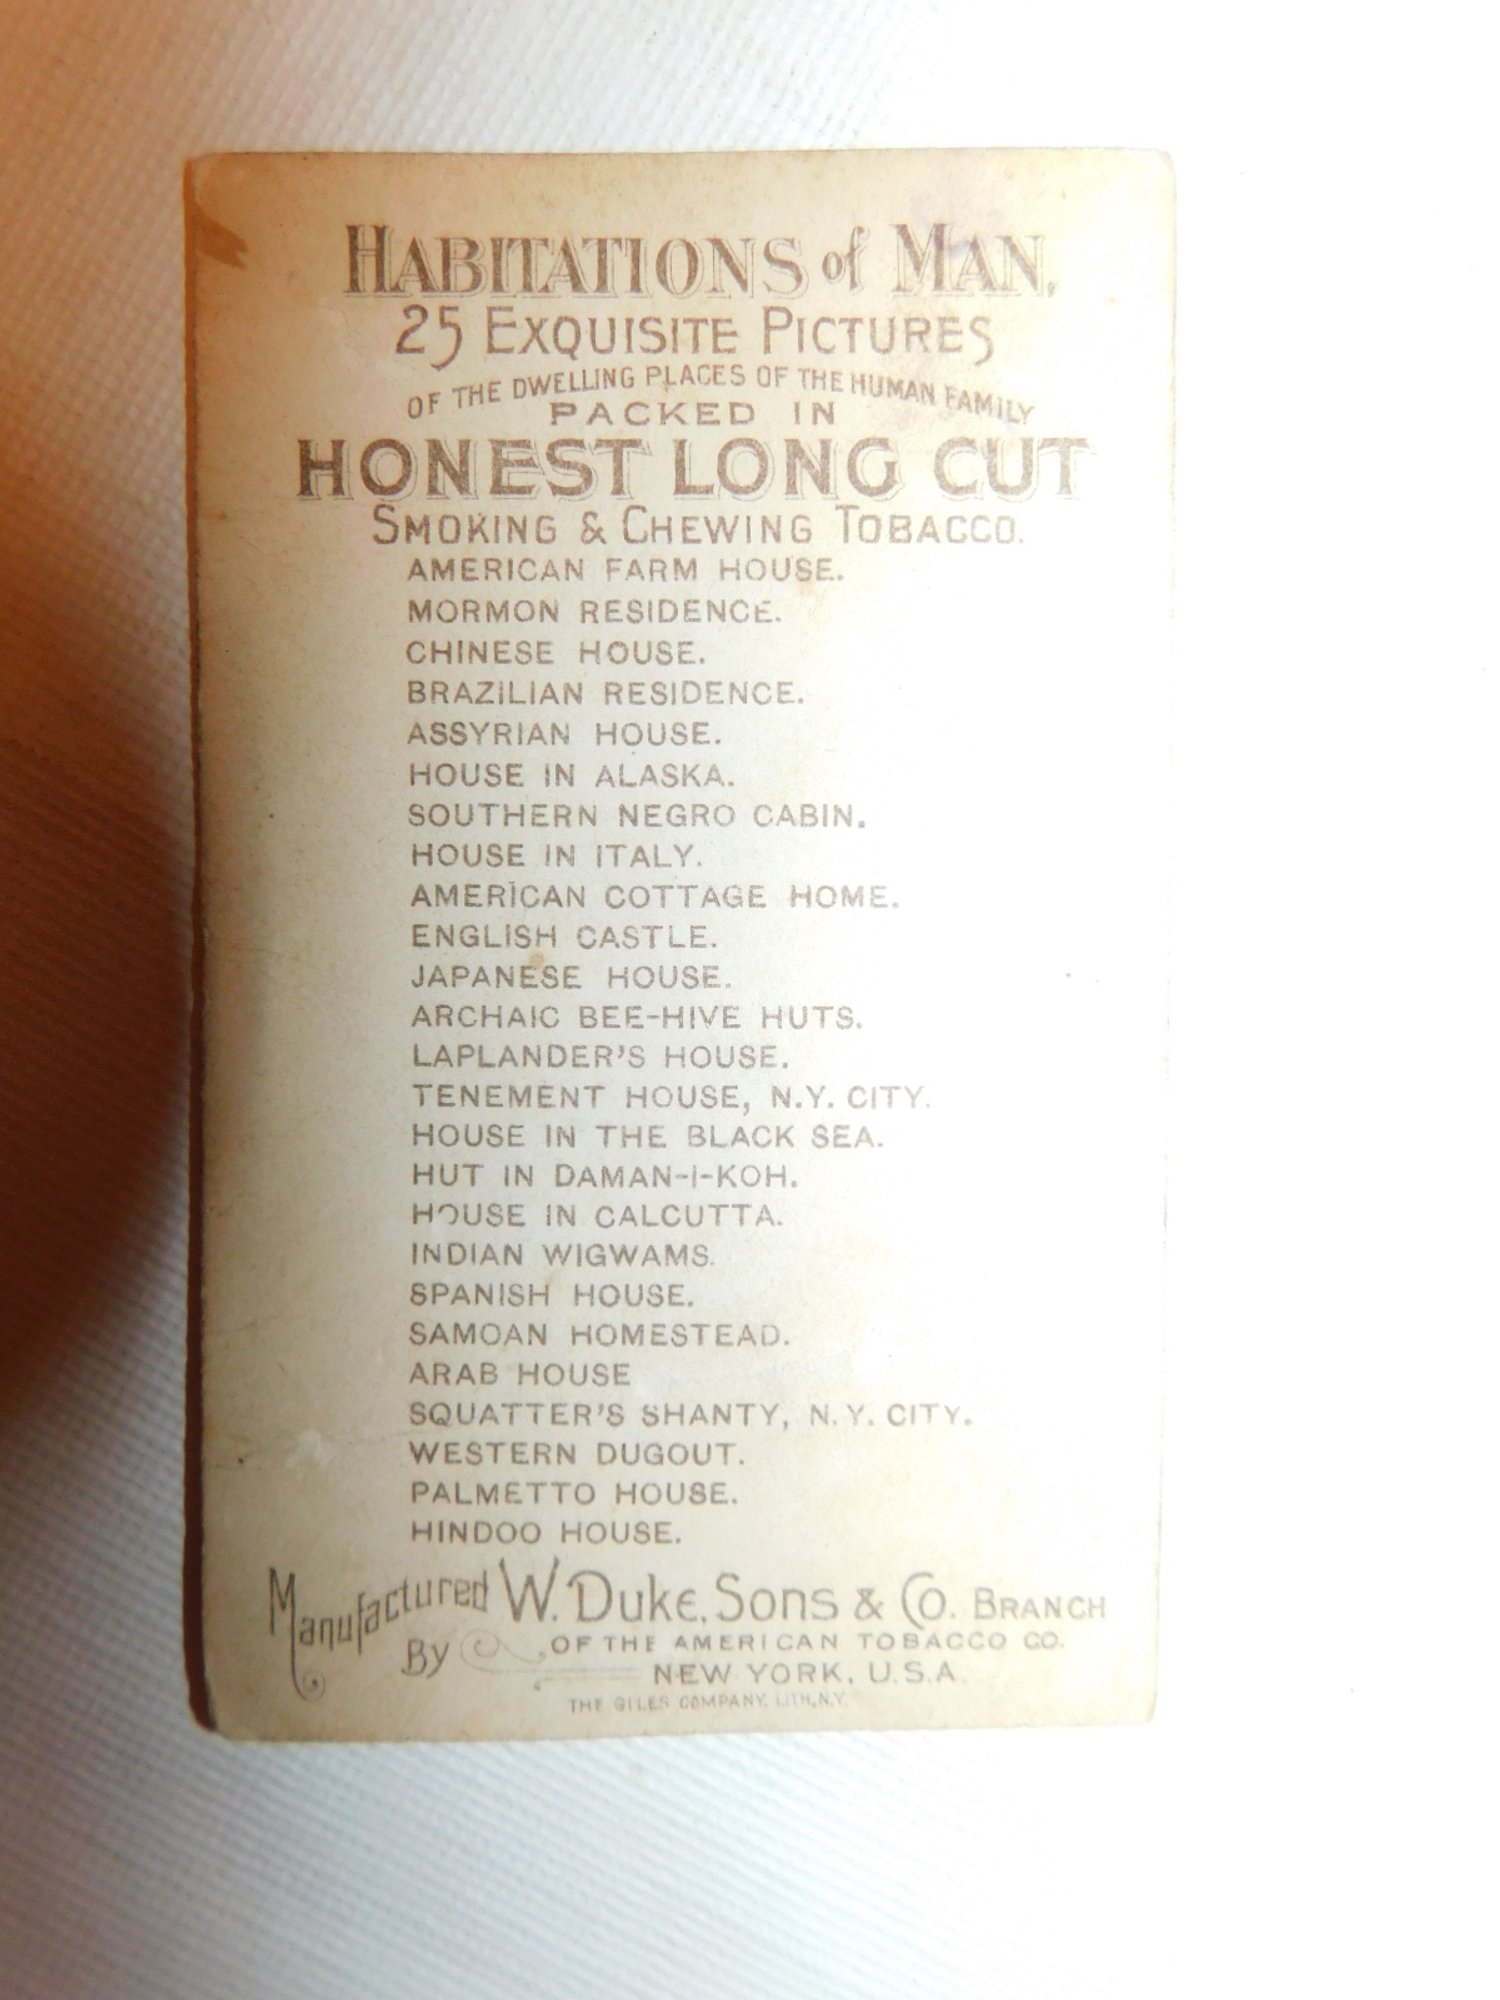 HABITATIONS of MAN,
25 EXQUISITE PICTURES
OF THE DWELLING PLACES OF THE HUMAN FAMILY
PACKED IN
HONEST LONG CUT
SMOKING & CHEWING TOBACCO.
AMERICAN FARM HOUSE.
MORMON RESIDENCE.
CHINESE HOUSE.
BRAZILIAN RESIDENCE.
ASSYRIAN HOUSE.
HOUSE IN ALASKA.
SOUTHERN NEGRO CABIN.
HOUSE IN ITALY.
AMERICAN COTTAGE HOME.
ENGLISH CASTLE.
JAPANESE HOUSE.
ARCHAIC BEE-HIVE HUTS.
LAPLANDER'S HOUSE.
TENEMENT HOUSE, N.Y. CITY.
HOUSE IN THE BLACK SEA.
HUT IN DAMAN-I-KOH.
HOUSE IN CALCUTTA.
INDIAN WIGWAMS.
SPANISH HOUSE.
SAMOAN HOMESTEAD.
ARAB HOUSE
SQUATTER'S SHANTY, N.Y. CITY.
WESTERN DUGOUT.
PALMETTO HOUSE.
HINDOO HOUSE.
Manufactured By W. Duke, Sons & Co. BRANCH
OF THE AMERICAN TOBACCO CO.
NEW YORK, U.S.A.
THE GILES COMPANY, LITH, N.Y.